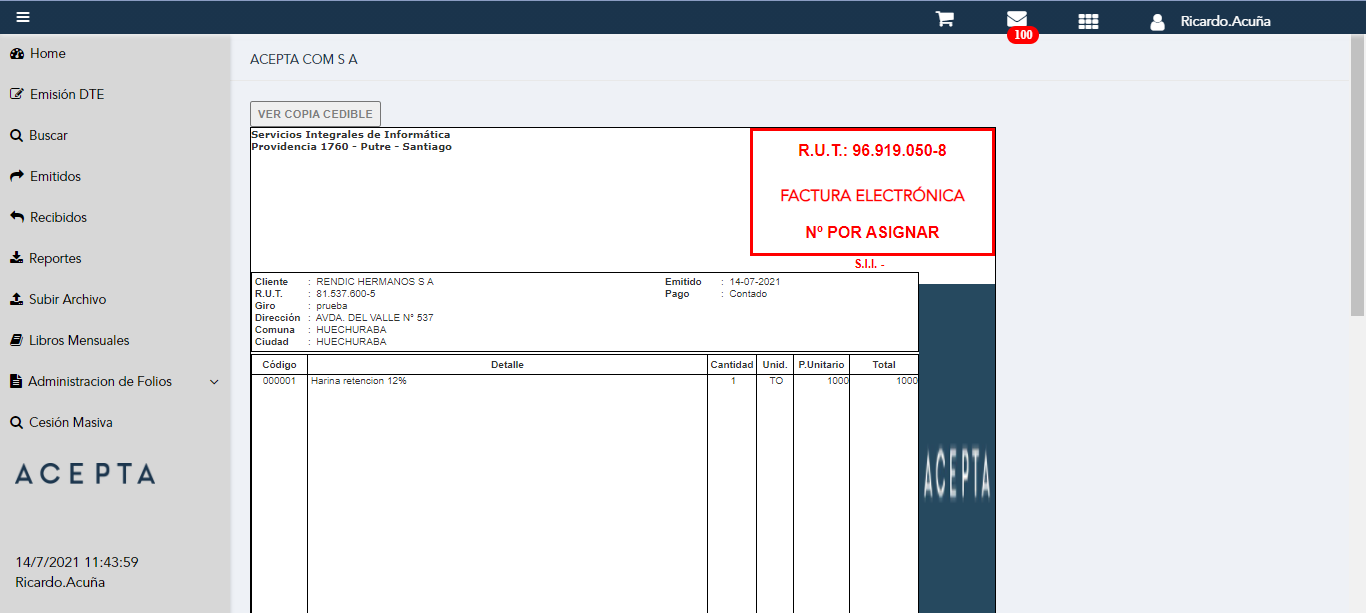 Ricardo.Acuña
100
Home
Emisión DTE
Buscar
Emitidos
Recibidos
Reportes
Subir Archivo
Libros Mensuales
Administracion de Folios
Cesión Masiva
ACEPTA
14/7/2021 11:43:59
Ricardo.Acuña
ACEPTA COM S A
VER COPIA CEDIBLE
Servicios Integrales de Informática
Providencia 1760 - Putre - Santiago
R.U.T.: 96.919.050-8
FACTURA ELECTRÓNICA
Nº POR ASIGNAR
S.I.I. -
Cliente : RENDIC HERMANOS S A Emitido : 14-07-2021
R.U.T. : 81.537.600-5 Pago : Contado
Giro : prueba
Dirección : AVDA. DEL VALLE N° 537
Comuna : HUECHURABA
Ciudad : HUECHURABA
Código Detalle Cantidad Unid. P.Unitario Total
000001 Harina retencion 12% 1 TO 1000 1000
ACEPTA